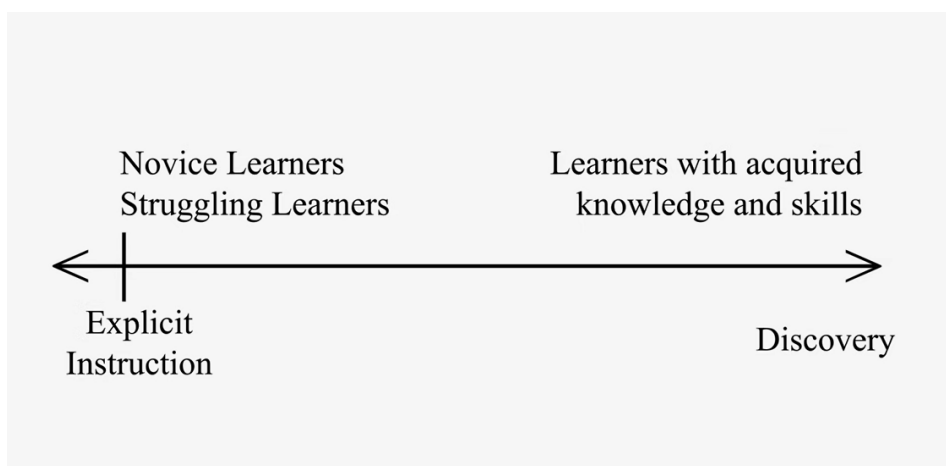 Novice Learners
Struggling Learners
Learners with acquired
knowledge and skills
Explicit
Instruction
Discovery